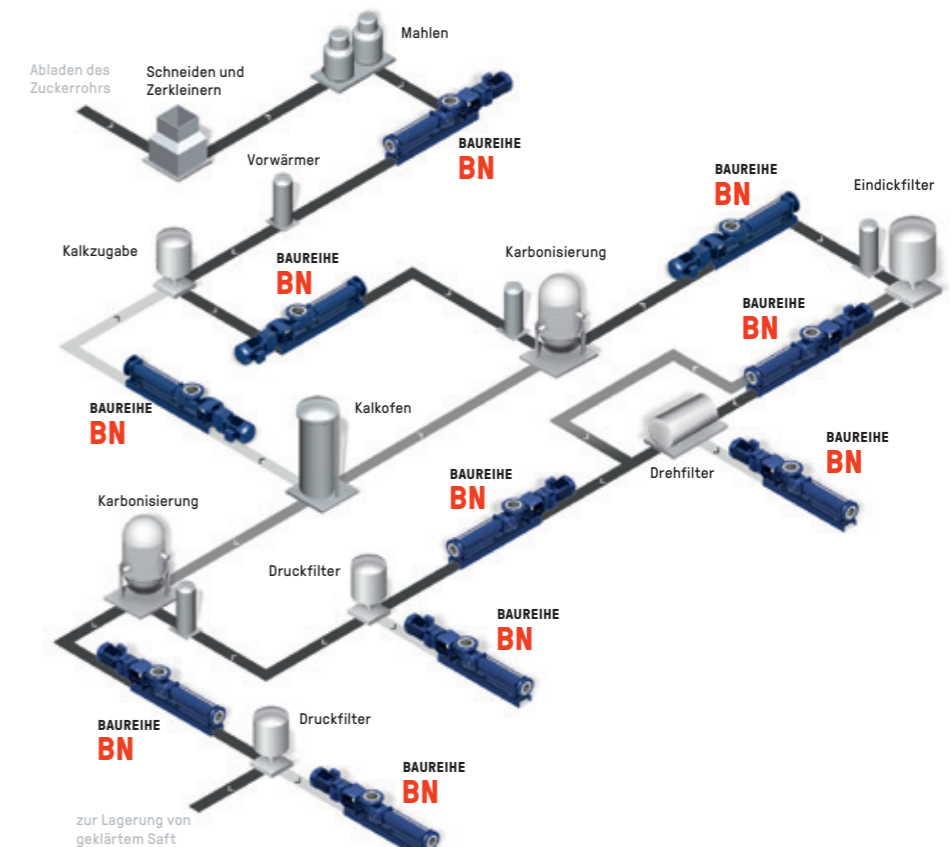 Mahlen
Abladen des
Zuckerrohrs
Schneiden und
Zerkleinern
BAUREIHE
BN
Vorwärmer
BAUREIHE
BN
Eindickfilter
Kalkzugabe
BAUREIHE
BN
Karbonisierung
BAUREIHE
BN
BAUREIHE
BN
Kalkofen
BAUREIHE
BN
Drehfilter
BAUREIHE
BN
Karbonisierung
Druckfilter
BAUREIHE
BN
BAUREIHE
BN
Druckfilter
BAUREIHE
BN
zur Lagerung von
geklärtem Saft